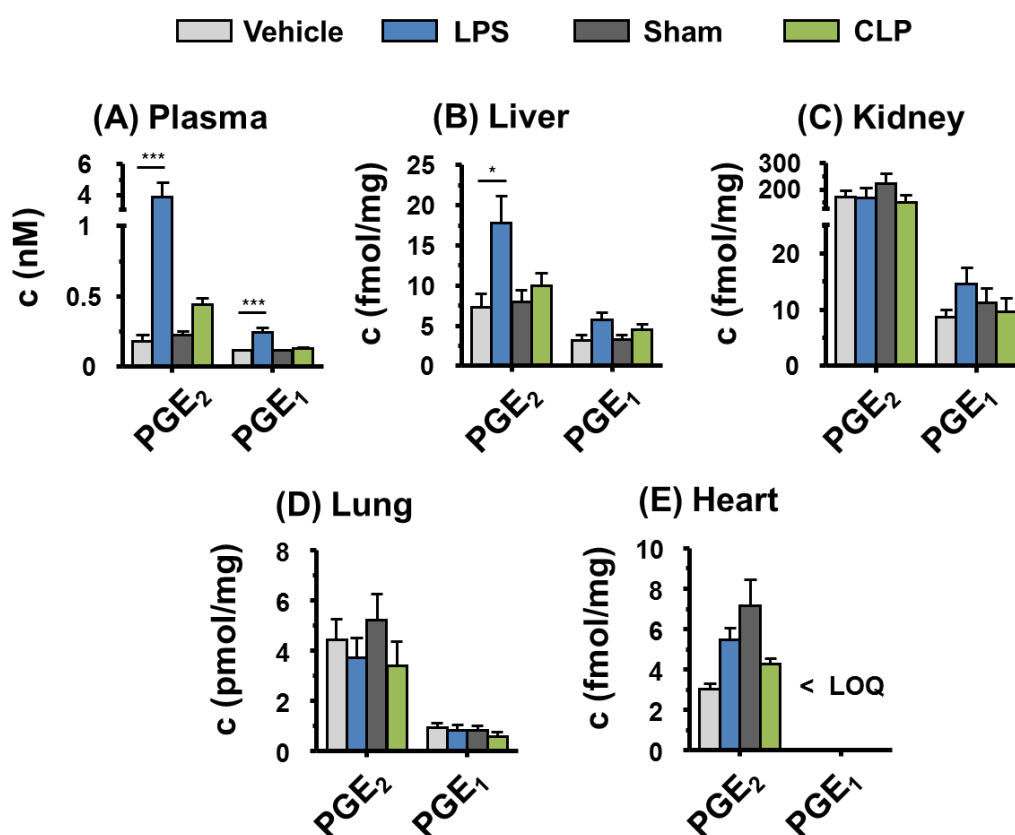 Vehicle LPS Sham CLP
(A) Plasma
c (nM)
6
4
1
0.5
0
***
***
PGE₂ PGE₁
(B) Liver
c (fmol/mg)
25
20
15
10
5
0
*
PGE₂ PGE₁
(C) Kidney
c (fmol/mg)
300
200
20
10
0
PGE₂ PGE₁
(D) Lung
c (pmol/mg)
8
6
4
2
0
PGE₂ PGE₁
(E) Heart
c (fmol/mg)
10
8
6
4
2
0
< LOQ
PGE₂ PGE₁